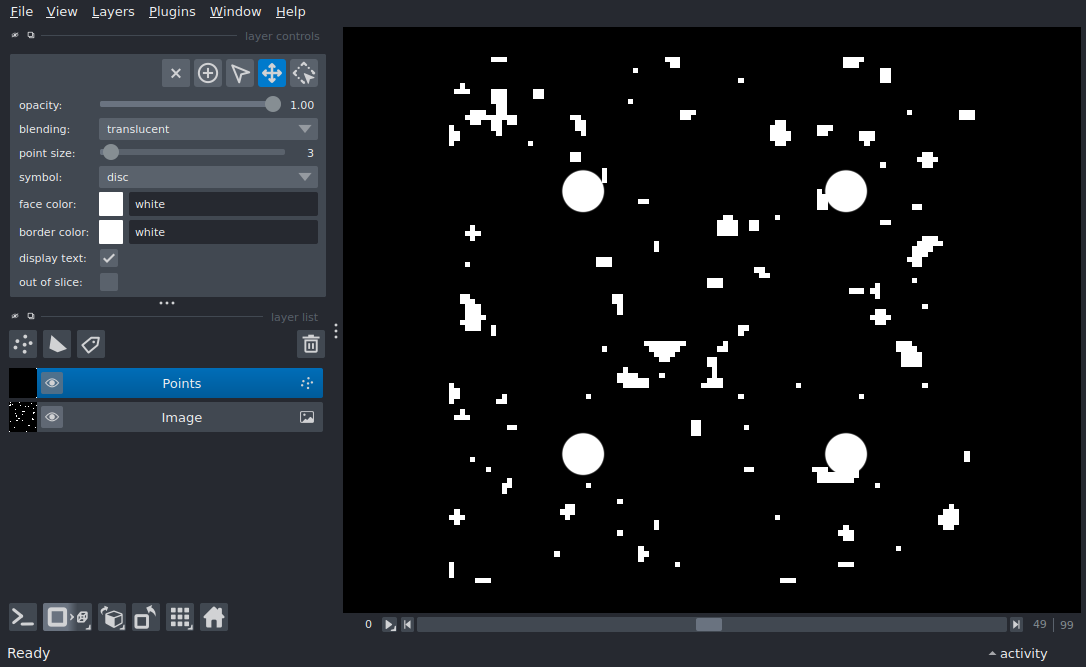 File View Layers Plugins Window Help
layer controls
opacity: 1.00
blending: translucent
point size: 3
symbol: disc
face color: white
border color: white
display text:
out of slice:
layer list
Points
Image
0 49 99
Ready activity